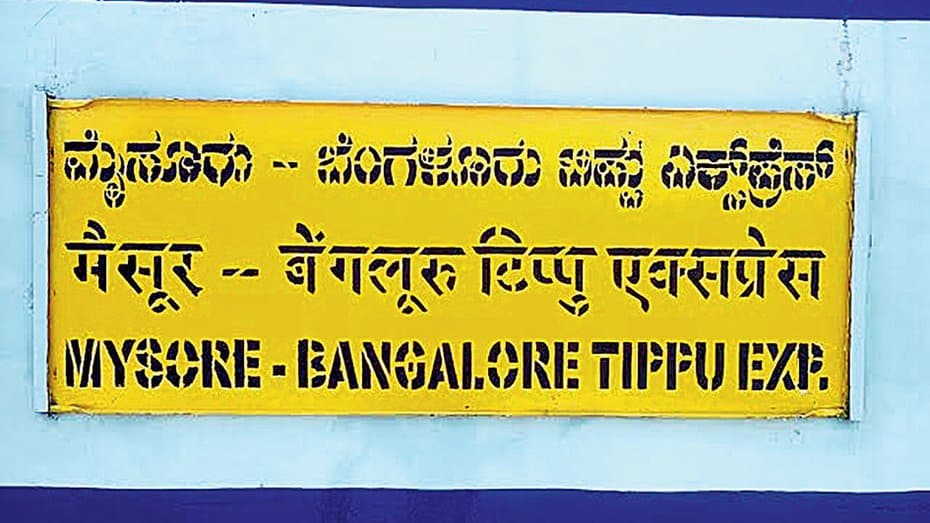 ಮೈಸೂರು - ಬೆಂಗಳೂರು ಟಿಪ್ಪು ಎಕ್ಸ್‌ಪ್ರೆಸ್
मैसूर - बेंगलूरु टिप्पु एक्सप्रेस
MYSORE - BANGALORE TIPPU EXP.